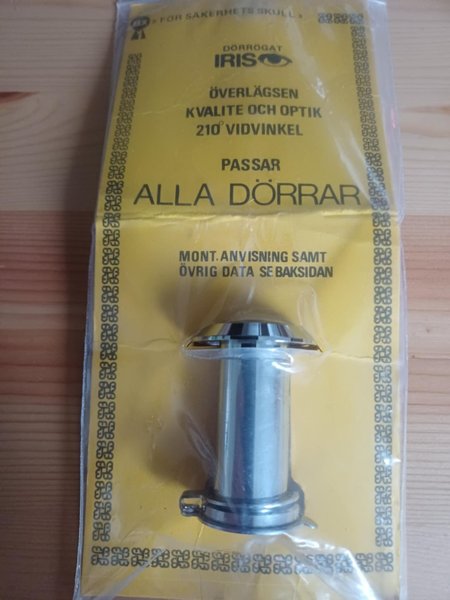 »FÖR SÄKERHETS SKULL»
DÖRRÖGAT
IRIS
ÖVERLÄGSEN
KVALITE OCH OPTIK
210° VIDVINKEL
PASSAR
ALLA DÖRRAR
MONT. ANVISNING SAMT
ÖVRIG DATA SE BAKSIDAN